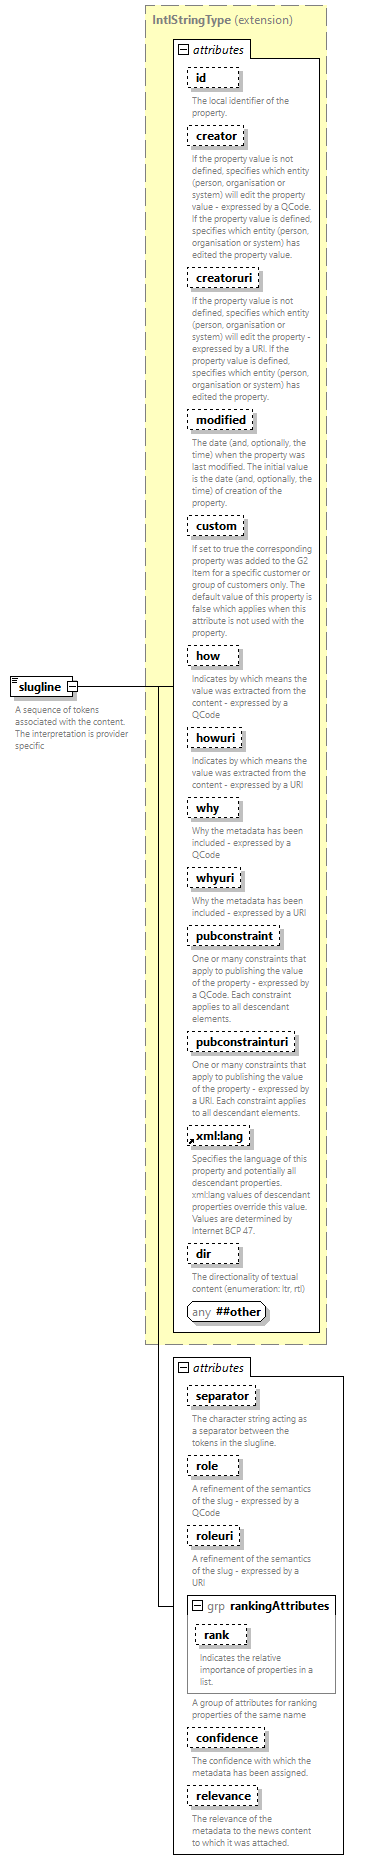 IntlStringType (extension)
attributes
id
The local identifier of the
property.
creator
If the property value is not
defined, specifies which entity
(person, organisation or
system) will edit the property
value - expressed by a QCode.
If the property value is defined,
specifies which entity (person,
organisation or system) has
edited the property value.
creatoruri
If the property value is not
defined, specifies which entity
(person, organisation or
system) will edit the property -
expressed by a URI. If the
property value is defined,
specifies which entity (person,
organisation or system) has
edited the property.
modified
The date (and, optionally, the
time) when the property was
last modified. The initial value
is the date (and, optionally, the
time) of creation of the
property.
custom
If set to true the corresponding
property was added to the G2
Item for a specific customer or
group of customers only. The
default value of this property is
false which applies when this
attribute is not used with the
property.
how
Indicates by which means the
value was extracted from the
content - expressed by a
QCode
slugline
A sequence of tokens
associated with the content.
The interpretation is provider
specific
howuri
Indicates by which means the
value was extracted from the
content - expressed by a URI
why
Why the metadata has been
included - expressed by a
QCode
whyuri
Why the metadata has been
included - expressed by a URI
pubconstraint
One or many constraints that
apply to publishing the value
of the property - expressed by
a QCode. Each constraint
applies to all descendant
elements.
pubconstrainturi
One or many constraints that
apply to publishing the value
of the property - expressed by
a URI. Each constraint applies
to all descendant elements.
xml:lang
Specifies the language of this
property and potentially all
descendant properties.
xml:lang values of descendant
properties override this value.
Values are determined by
Internet BCP 47.
dir
The directionality of textual
content (enumeration: ltr, rtl)
any ##other
attributes
separator
The character string acting as
a separator between the
tokens in the slugline.
role
A refinement of the semantics
of the slug - expressed by a
QCode
roleuri
A refinement of the semantics
of the slug - expressed by a
URI
grp rankingAttributes
rank
Indicates the relative
importance of properties in a
list.
A group of attributes for ranking
properties of the same name
confidence
The confidence with which the
metadata has been assigned.
relevance
The relevance of the
metadata to the news content
to which it was attached.